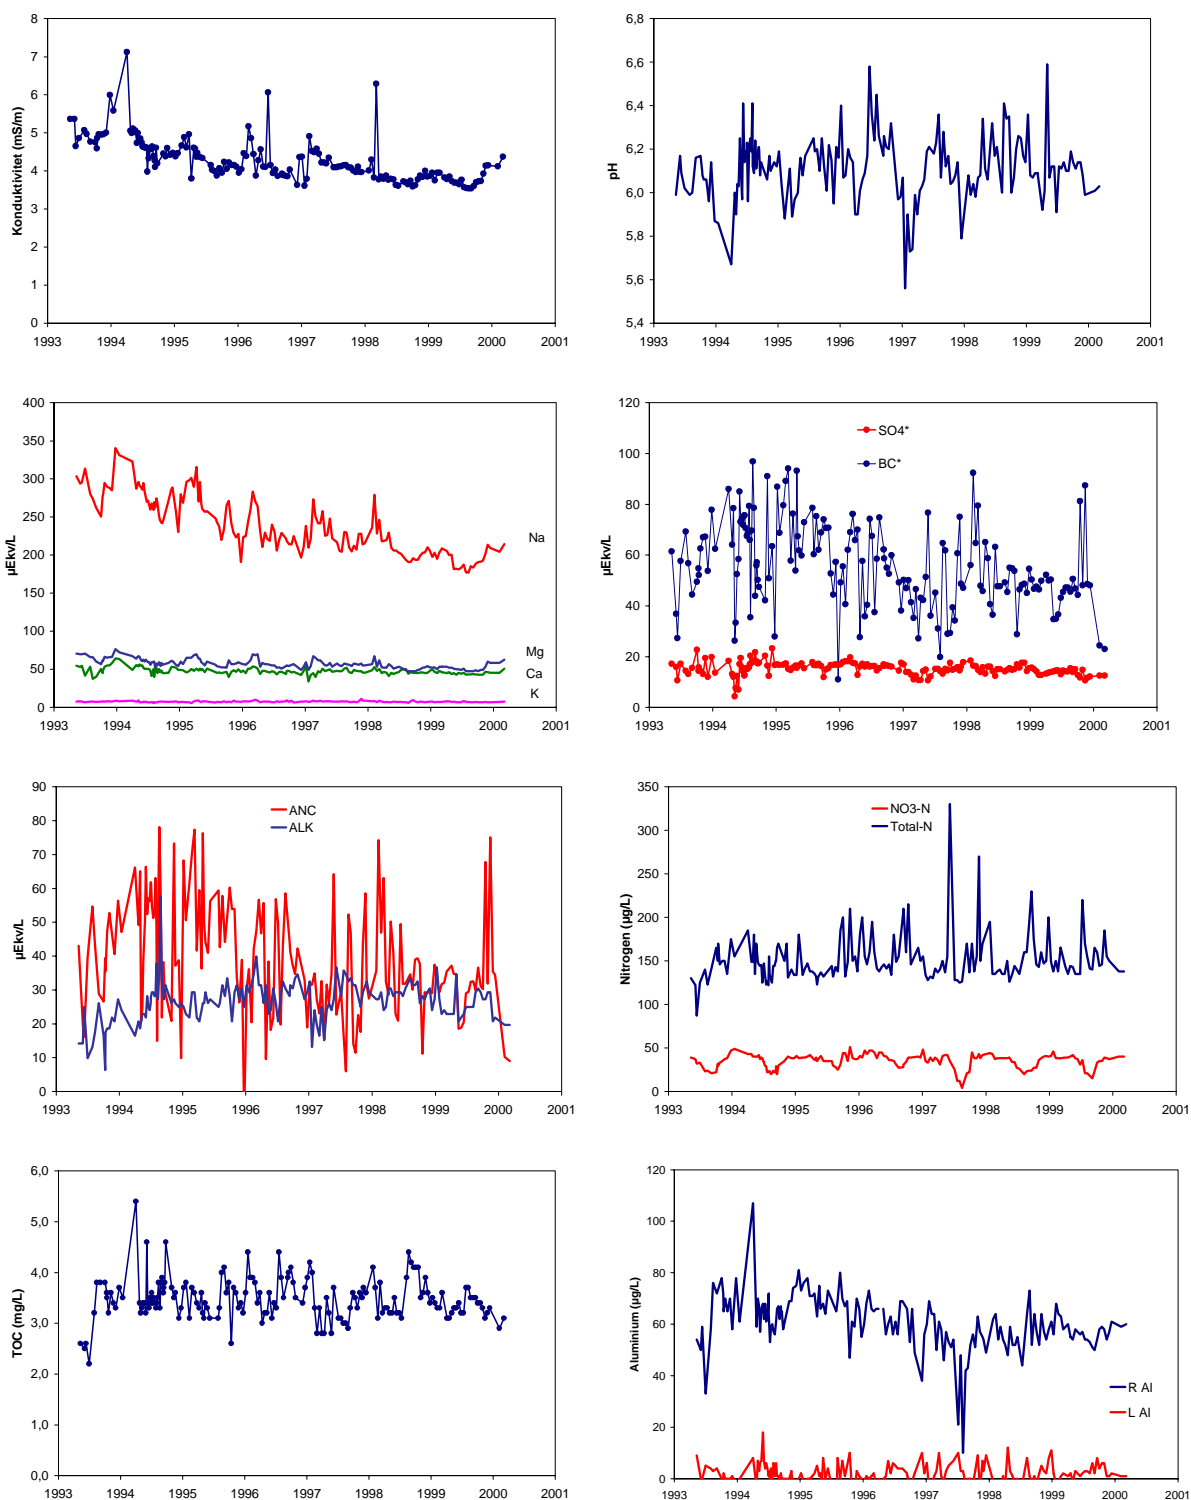 Konduktivitet (mS/m)
8
7
6
5
4
3
2
1
0
1993 1994 1995 1996 1997 1998 1999 2000 2001
pH
6,8
6,6
6,4
6,2
6,0
5,8
5,6
5,4
1993 1994 1995 1996 1997 1998 1999 2000 2001
µEkv/L
400
350
300
250
200
150
100
50
0
Na
Mg
Ca
K
1993 1994 1995 1996 1997 1998 1999 2000 2001
µEkv/L
120
100
80
60
40
20
0
SO4*
BC*
1993 1994 1995 1996 1997 1998 1999 2000 2001
µEkv/L
90
80
70
60
50
40
30
20
10
0
ANC
ALK
1993 1994 1995 1996 1997 1998 1999 2000 2001
Nitrogen (µg/L)
350
300
250
200
150
100
50
0
NO3-N
Total-N
1993 1994 1995 1996 1997 1998 1999 2000 2001
TOC (mg/L)
6,0
5,0
4,0
3,0
2,0
1,0
0,0
1993 1994 1995 1996 1997 1998 1999 2000 2001
Aluminium (µg/L)
120
100
80
60
40
20
0
R Al
L Al
1993 1994 1995 1996 1997 1998 1999 2000 2001